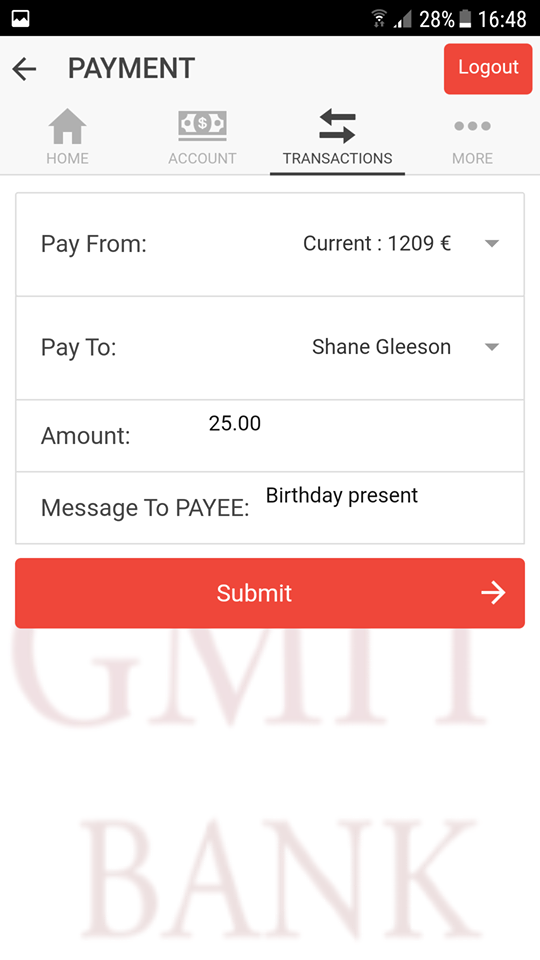 28% 16:48
PAYMENT Logout
HOME ACCOUNT TRANSACTIONS MORE
Pay From: Current : 1209 €
Pay To: Shane Gleeson
Amount: 25.00
Message To PAYEE: Birthday present
Submit
GMIT
BANK